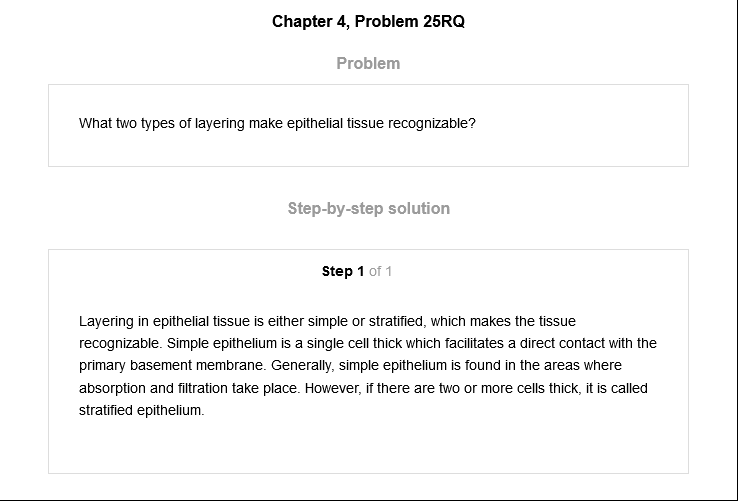 Chapter 4, Problem 25RQ
Problem
What two types of layering make epithelial tissue recognizable?
Step-by-step solution
Step 1 of 1
Layering in epithelial tissue is either simple or stratified, which makes the tissue
recognizable. Simple epithelium is a single cell thick which facilitates a direct contact with the
primary basement membrane. Generally, simple epithelium is found in the areas where
absorption and filtration take place. However, if there are two or more cells thick, it is called
stratified epithelium.